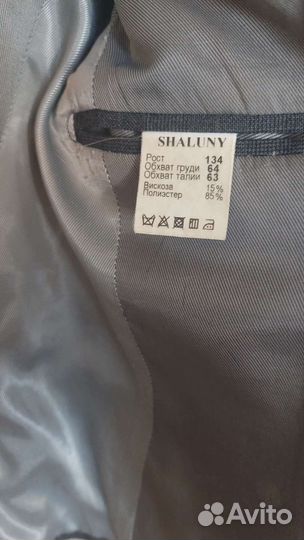 SHALUNY
Рост 134
Обхват груди 64
Обхват талии 63
Вискоза 15%
Полиэстер 85%
Avito